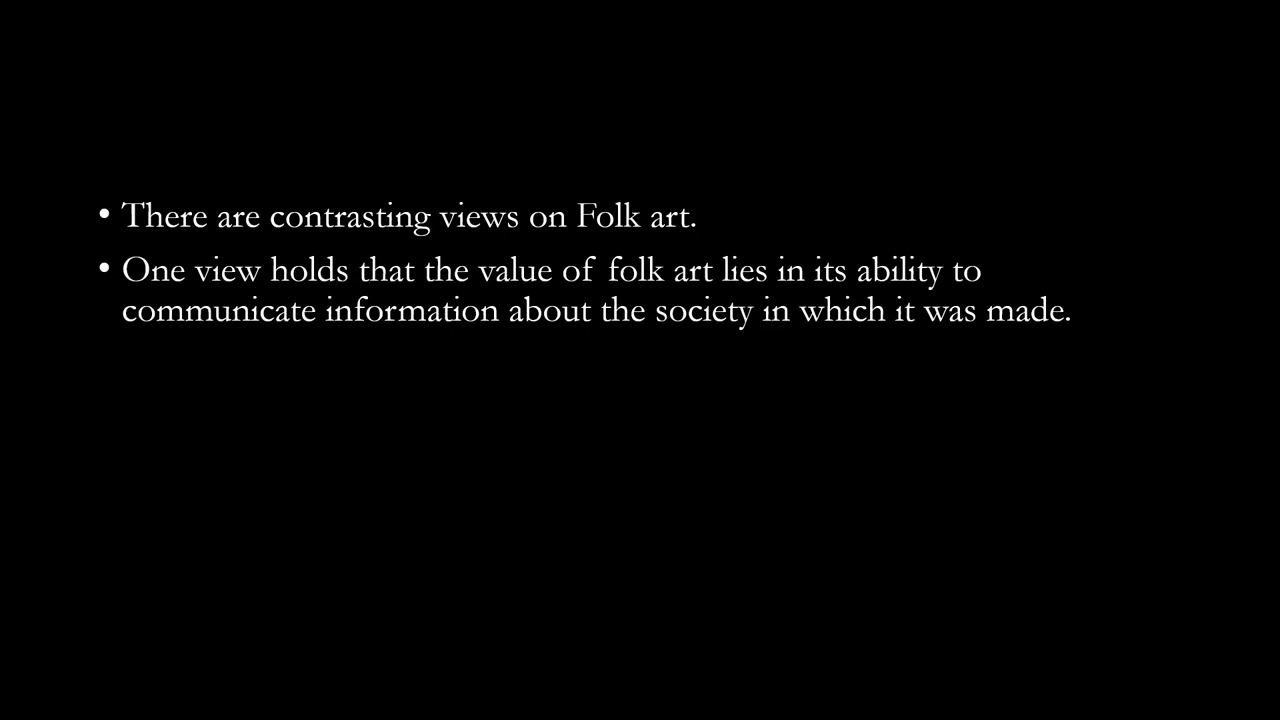 • There are contrasting views on Folk art.
• One view holds that the value of folk art lies in its ability to
communicate information about the society in which it was made.